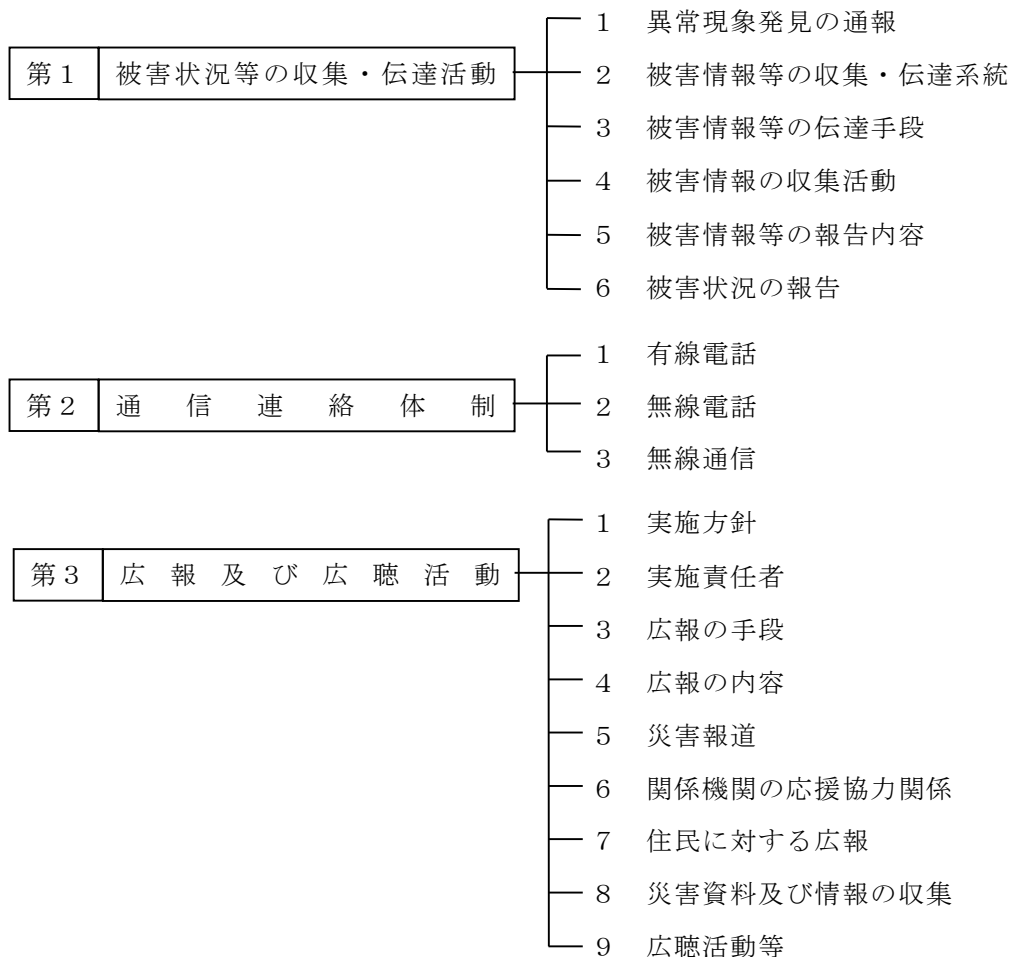 1 異常現象発見の通報
第1 被害状況等の収集・伝達活動
2 被害情報等の収集・伝達系統
3 被害情報等の伝達手段
4 被害情報の収集活動
5 被害情報等の報告内容
6 被害状況の報告
1 有線電話
第2 通信連絡体制
2 無線電話
3 無線通信
1 実施方針
第3 広報及び広聴活動
2 実施責任者
3 広報の手段
4 広報の内容
5 災害報道
6 関係機関の応援協力関係
7 住民に対する広報
8 災害資料及び情報の収集
9 広聴活動等